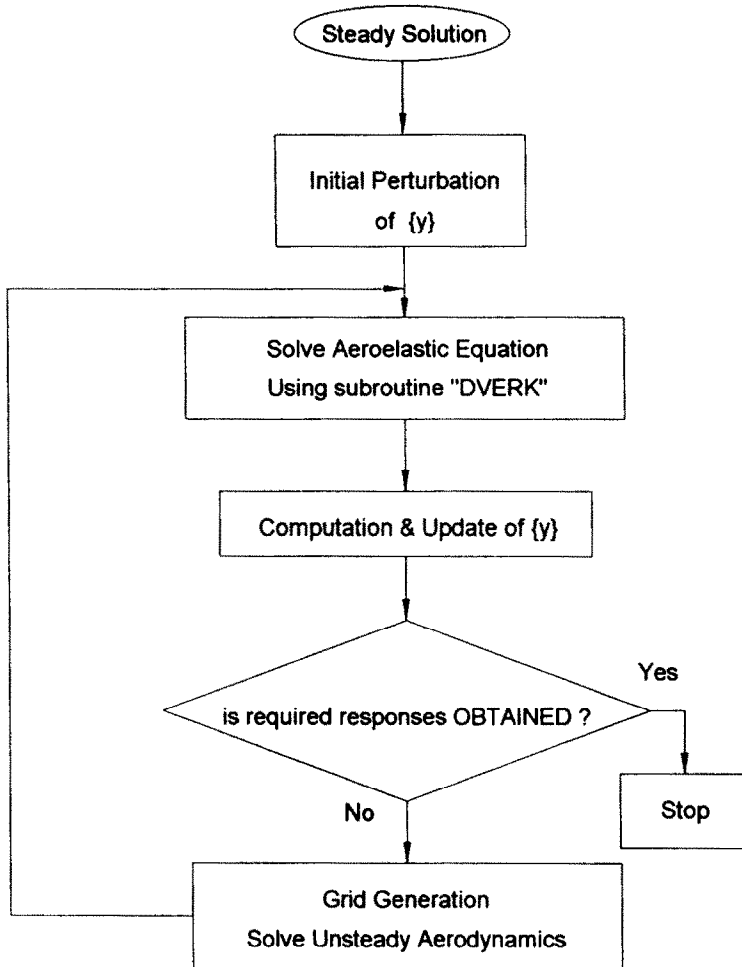 Steady Solution
Initial Perturbation
of {y}
Solve Aeroelastic Equation
Using subroutine "DVERK"
Computation & Update of {y}
is required responses OBTAINED ?
Yes
Stop
No
Grid Generation
Solve Unsteady Aerodynamics